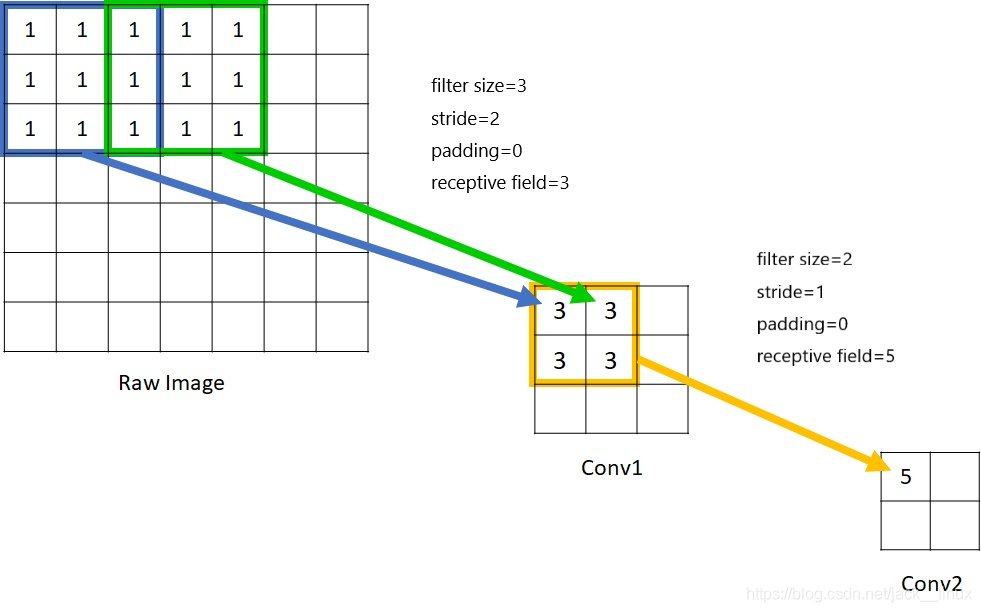 1 1 1 1 1
1 1 1 1 1
1 1 1 1 1
filter size=3
stride=2
padding=0
receptive field=3
Raw Image
3 3
3 3
Conv1
filter size=2
stride=1
padding=0
receptive field=5
5
Conv2
https://blog.csdn.net/jack__linux